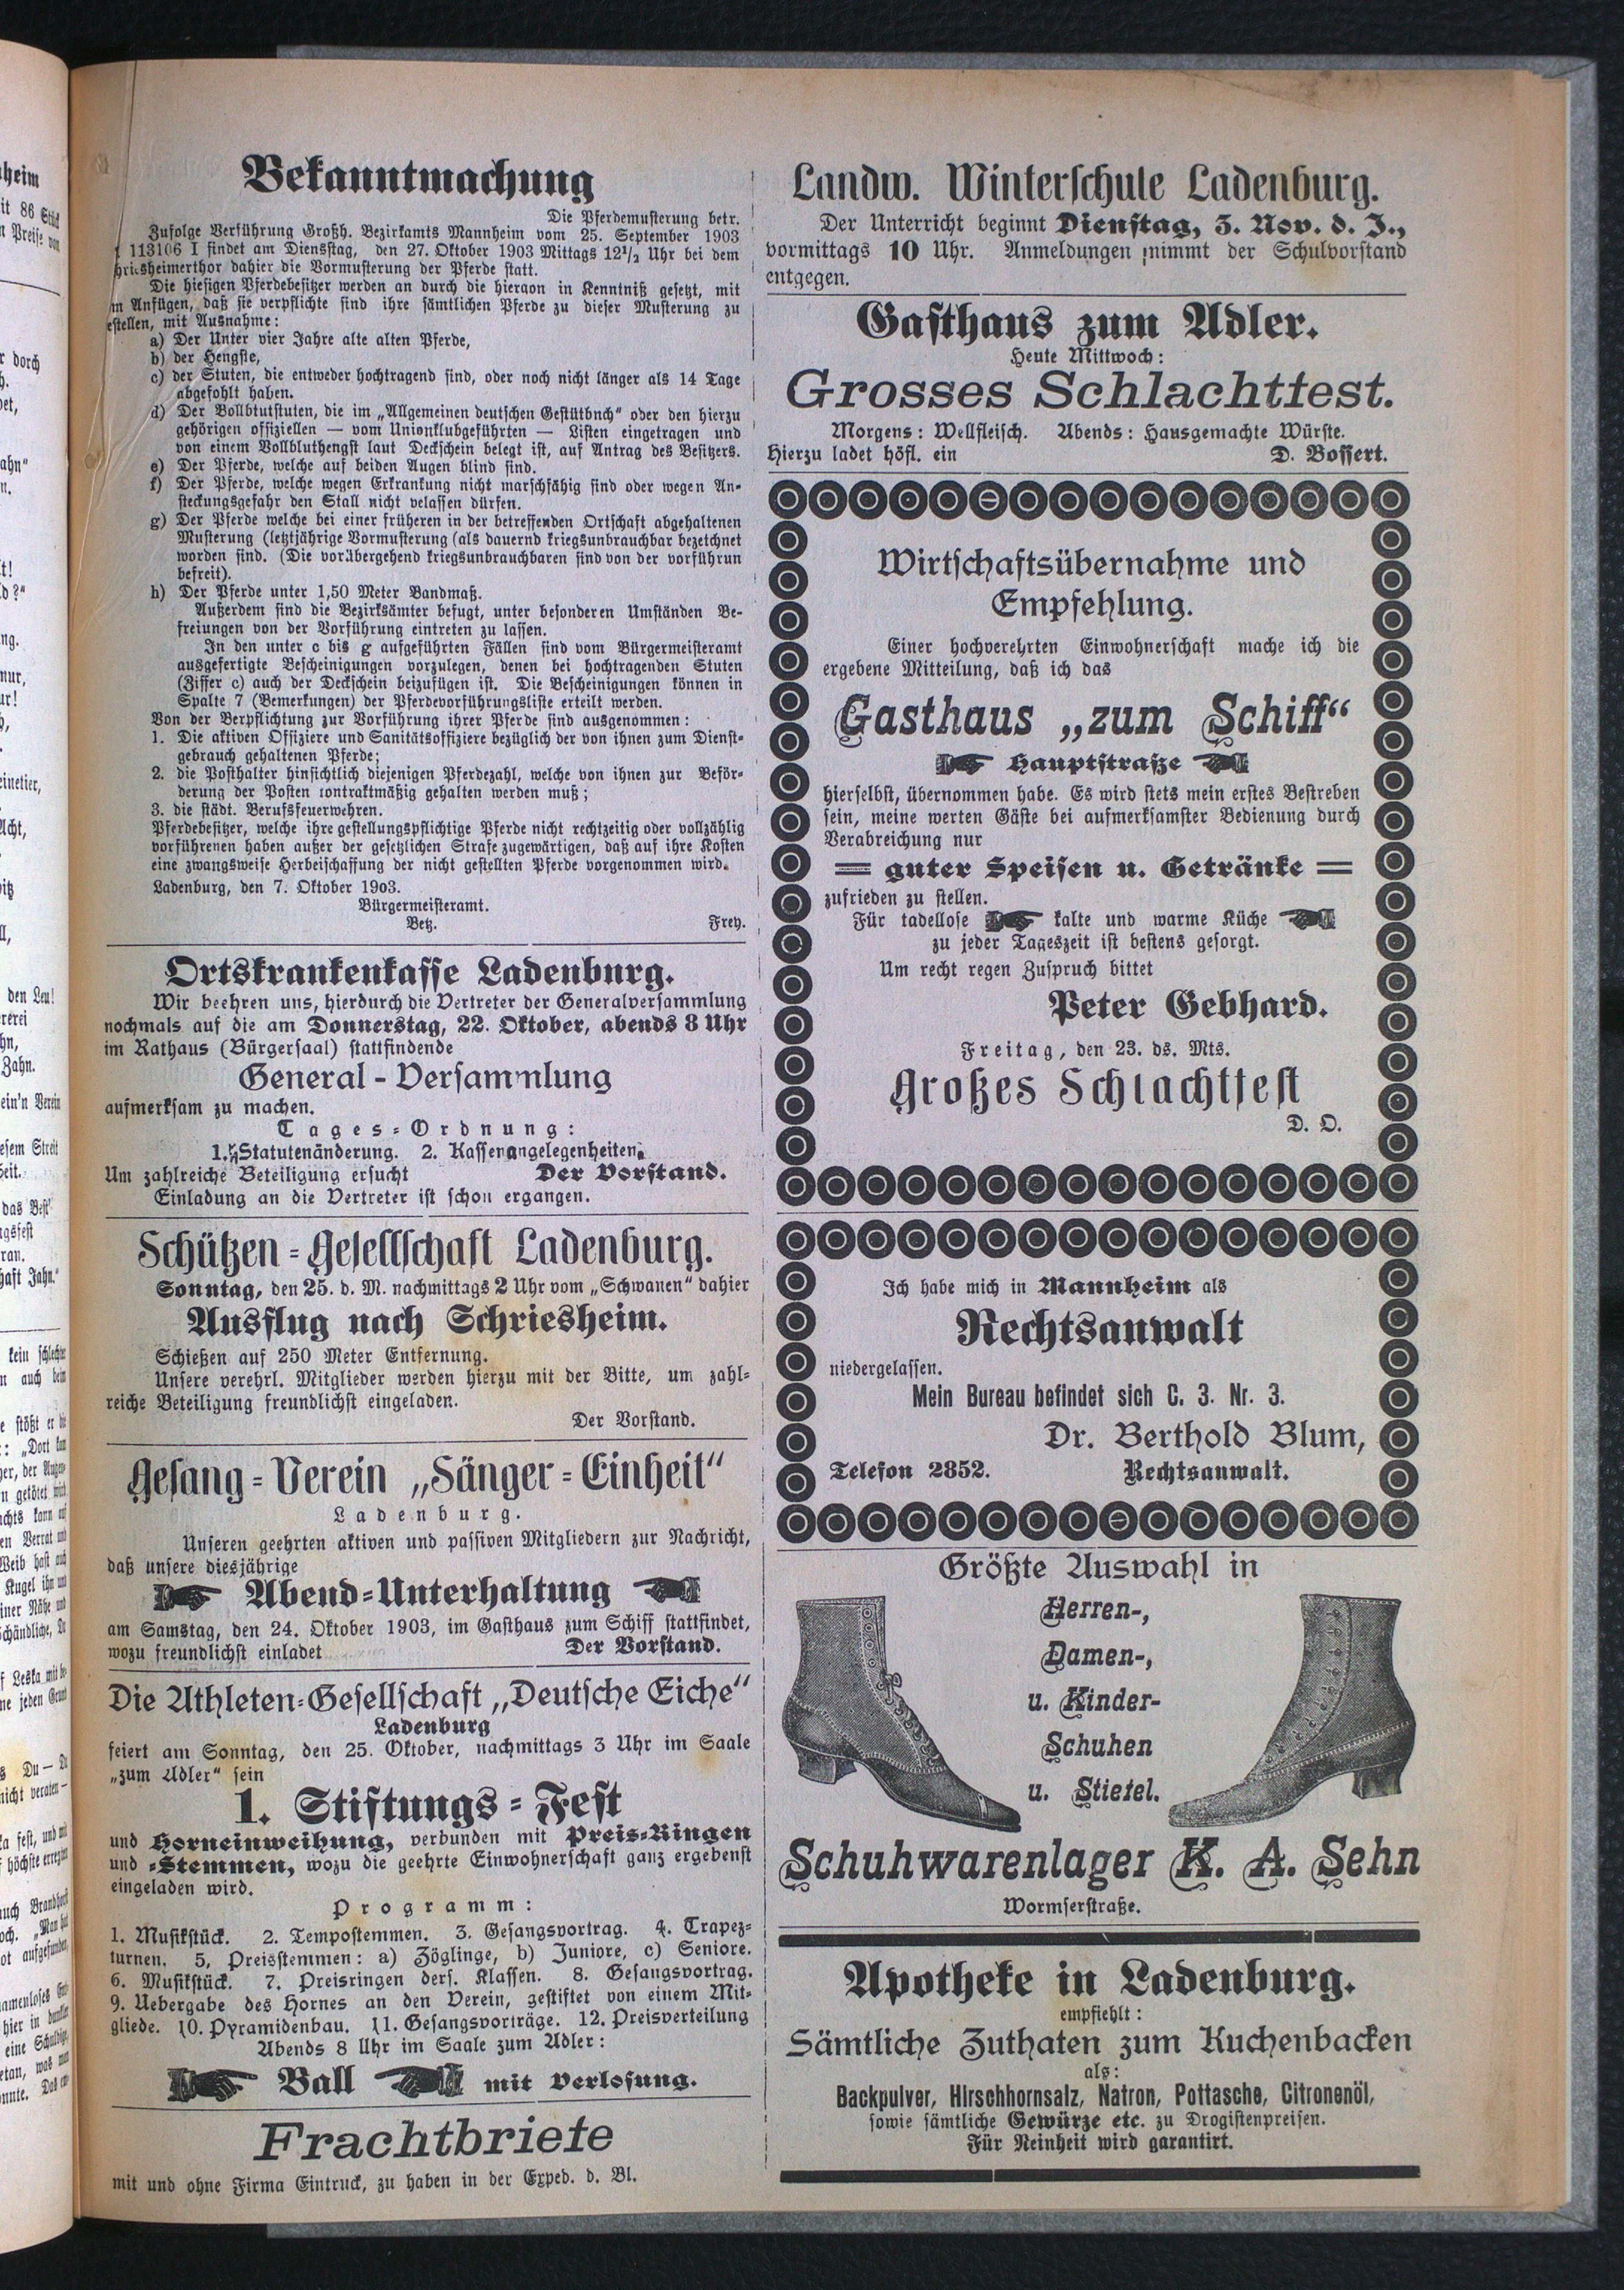 Bekanntmachung
Die Pferdemusterung betr.
Zufolge Verführung Großh. Bezirkamts Mannheim vom 25. September 1903
113106 I findet am Diensttag, den 27. Oktober 1903 Mittags 12½ Uhr bei dem
hriesheimerthor dahier die Vormusterung der Pferde statt.
Die hiesigen Pferdebesitzer werden an durch die hieraon in Kenntniß gesetzt, mit
m Anfügen, daß sie verpflichte sind ihre sämtlichen Pferde zu dieser Musterung zu
estellen, mit Ausnahme:
a) Der Unter vier Jahre alte alten Pferde,
b) der Hengste,
c) der Stuten, die entweder hochtragend sind, oder noch nicht länger als 14 Tage
abgefohlt haben.
d) Der Vollbtutstuten, die im „Allgemeinen deutschen Gestütbnch“ oder den hierzu
gehörigen offiziellen — vom Unionklubgeführten — Listen eingetragen und
von einem Vollbluthengst laut Deckschein belegt ist, auf Antrag des Besitzers.
e) Der Pferde, welche auf beiden Augen blind sind.
f) Der Pferde, welche wegen Erkrankung nicht marschfähig sind oder wegen An-
steckungsgefahr den Stall nicht velassen dürfen.
g) Der Pferde welche bei einer früheren in der betreffenden Ortschaft abgehaltenen
Musterung (letztjährige Vormusterung (als dauernd kriegsunbrauchbar bezeichnet
worden sind. (Die vorübergehend kriegsunbrauchbaren sind von der vorführun
befreit).
h) Der Pferde unter 1,50 Meter Bandmaß.
Außerdem sind die Bezirksämter befugt, unter besonderen Umständen Be-
freiungen von der Vorführung eintreten zu lassen.
In den unter c bis g aufgeführten Fällen sind vom Bürgermeisteramt
ausgefertigte Bescheinigungen vorzulegen, denen bei hochtragenden Stuten
(Ziffer c) auch der Deckschein beizufügen ist. Die Bescheinigungen können in
Spalte 7 (Bemerkungen) der Pferdevorführungsliste erteilt werden.
Von der Verpflichtung zur Vorführung ihrer Pferde sind ausgenommen:
1. Die aktiven Offiziere und Sanitätsoffiziere bezüglich der von ihnen zum Dienst-
gebrauch gehaltenen Pferde;
2. die Posthalter hinsichtlich diejenigen Pferdezahl, welche von ihnen zur Beför-
derung der Posten contraktmäßig gehalten werden muß;
3. die städt. Berufsfeuerwehren.
Pferdebesitzer, welche ihre gestellungspflichtige Pferde nicht rechtzeitig oder vollzählig
vorführenen haben außer der gesetzlichen Strafe zugewärtigen, daß auf ihre Kosten
eine zwangsweise Herbeischaffung der nicht gestellten Pferde vorgenommen wird.
Ladenburg, den 7. Oktober 19o3.
Bürgermeisteramt.
Betz. Frey.
Ortskrankenkasse Ladenburg.
Wir beehren uns, hierdurch die Vertreter der Generalversammlung
nochmals auf die am Donnerstag, 22. Oktober, abends 8 Uhr
im Rathaus (Bürgersaal) stattfindende
General-Versammlung
aufmerksam zu machen.
Tages-Ordnung:
1. Statutenänderung. 2. Kassenangelegenheiten.
Um zahlreiche Beteiligung ersucht Der Vorstand.
Einladung an die Vertreter ist schon ergangen.
Schützen-Gesellschaft Ladenburg.
Sonntag, den 25. d. M. nachmittags 2 Uhr vom „Schwanen“ dahier
Ausflug nach Schriesheim.
Schießen auf 250 Meter Entfernung.
Unsere verehrl. Mitglieder werden hierzu mit der Bitte, um zahl-
reiche Beteiligung freundlichst eingeladen.
Der Vorstand.
Gesang-Verein „Sänger-Einheit“
Ladenburg.
Unseren geehrten aktiven und passiven Mitgliedern zur Nachricht,
daß unsere diesjährige
Abend-Unterhaltung
am Samstag, den 24. Oktober 1903, im Gasthaus zum Schiff stattfindet,
wozu freundlichst einladet Der Vorstand.
Die Athleten-Gesellschaft „Deutsche Eiche“
Ladenburg
feiert am Sonntag, den 25. Oktober, nachmittags 3 Uhr im Saale
„zum Adler“ sein
1. Stiftungs-Fest
und Horneinweihung, verbunden mit Preis-Ringen
und -Stemmen, wozu die geehrte Einwohnerschaft ganz ergebenst
eingeladen wird.
Programm:
1. Musikstück. 2. Tempostemmen. 3. Gesangsvortrag. 4. Trapez-
turnen. 5, Preisstemmen: a) Zöglinge, b) Juniore, c) Seniore.
6. Musikstück. 7. Preisringen ders. Klassen. 8. Gesangsvortrag.
9. Uebergabe des Hornes an den Verein, gestiftet von einem Mit-
gliede. 10. Pyramidenbau. 11. Gesangsvorträge. 12. Preisverteilung
Abends 8 Uhr im Saale zum Adler:
Ball mit Verlosung.
Frachtbriefe
mit und ohne Firma Eintruck, zu haben in der Exped. d. Bl.
Landw. Winterschule Ladenburg.
Der Unterricht beginnt Dienstag, 3. Nov. d. J.,
vormittags 10 Uhr. Anmeldungen nimmt der Schulvorstand
entgegen.
Gasthaus zum Adler.
Heute Mittwoch:
Grosses Schlachtfest.
Morgens: Wellfleisch. Abends: Hausgemachte Würste.
Hierzu ladet höfl. ein D. Bossert.
Wirtschaftsübernahme und
Empfehlung.
Einer hochverehrten Einwohnerschaft mache ich die
ergebene Mitteilung, daß ich das
Gasthaus „zum Schiff“
Hauptstraße
hierselbst, übernommen habe. Es wird stets mein erstes Bestreben
sein, meine werten Gäste bei aufmerksamster Bedienung durch
Verabreichung nur
= guter Speisen u. Getränke =
zufrieden zu stellen.
Für tadellose kalte und warme Küche
zu jeder Tageszeit ist bestens gesorgt.
Um recht regen Zuspruch bittet
Peter Gebhard.
Freitag, den 23. ds. Mts.
Großes Schlachtfest
D. O.
Ich habe mich in Mannheim als
Rechtsanwalt
niedergelassen.
Mein Bureau befindet sich C. 3. Nr. 3.
Dr. Berthold Blum,
Telefon 2852. Rechtsanwalt.
Größte Auswahl in
Herren-,
Damen-,
u. Kinder-
Schuhen
u. Stiefel.
Schuhwarenlager K. A. Sehn
Wormserstraße.
Apotheke in Ladenburg.
empfiehlt:
Sämtliche Zuthaten zum Kuchenbacken
als:
Backpulver, Hirschhornsalz, Natron, Pottasche, Citronenöl,
sowie sämtliche Gewürze etc. zu Drogistenpreisen.
Für Reinheit wird garantirt.